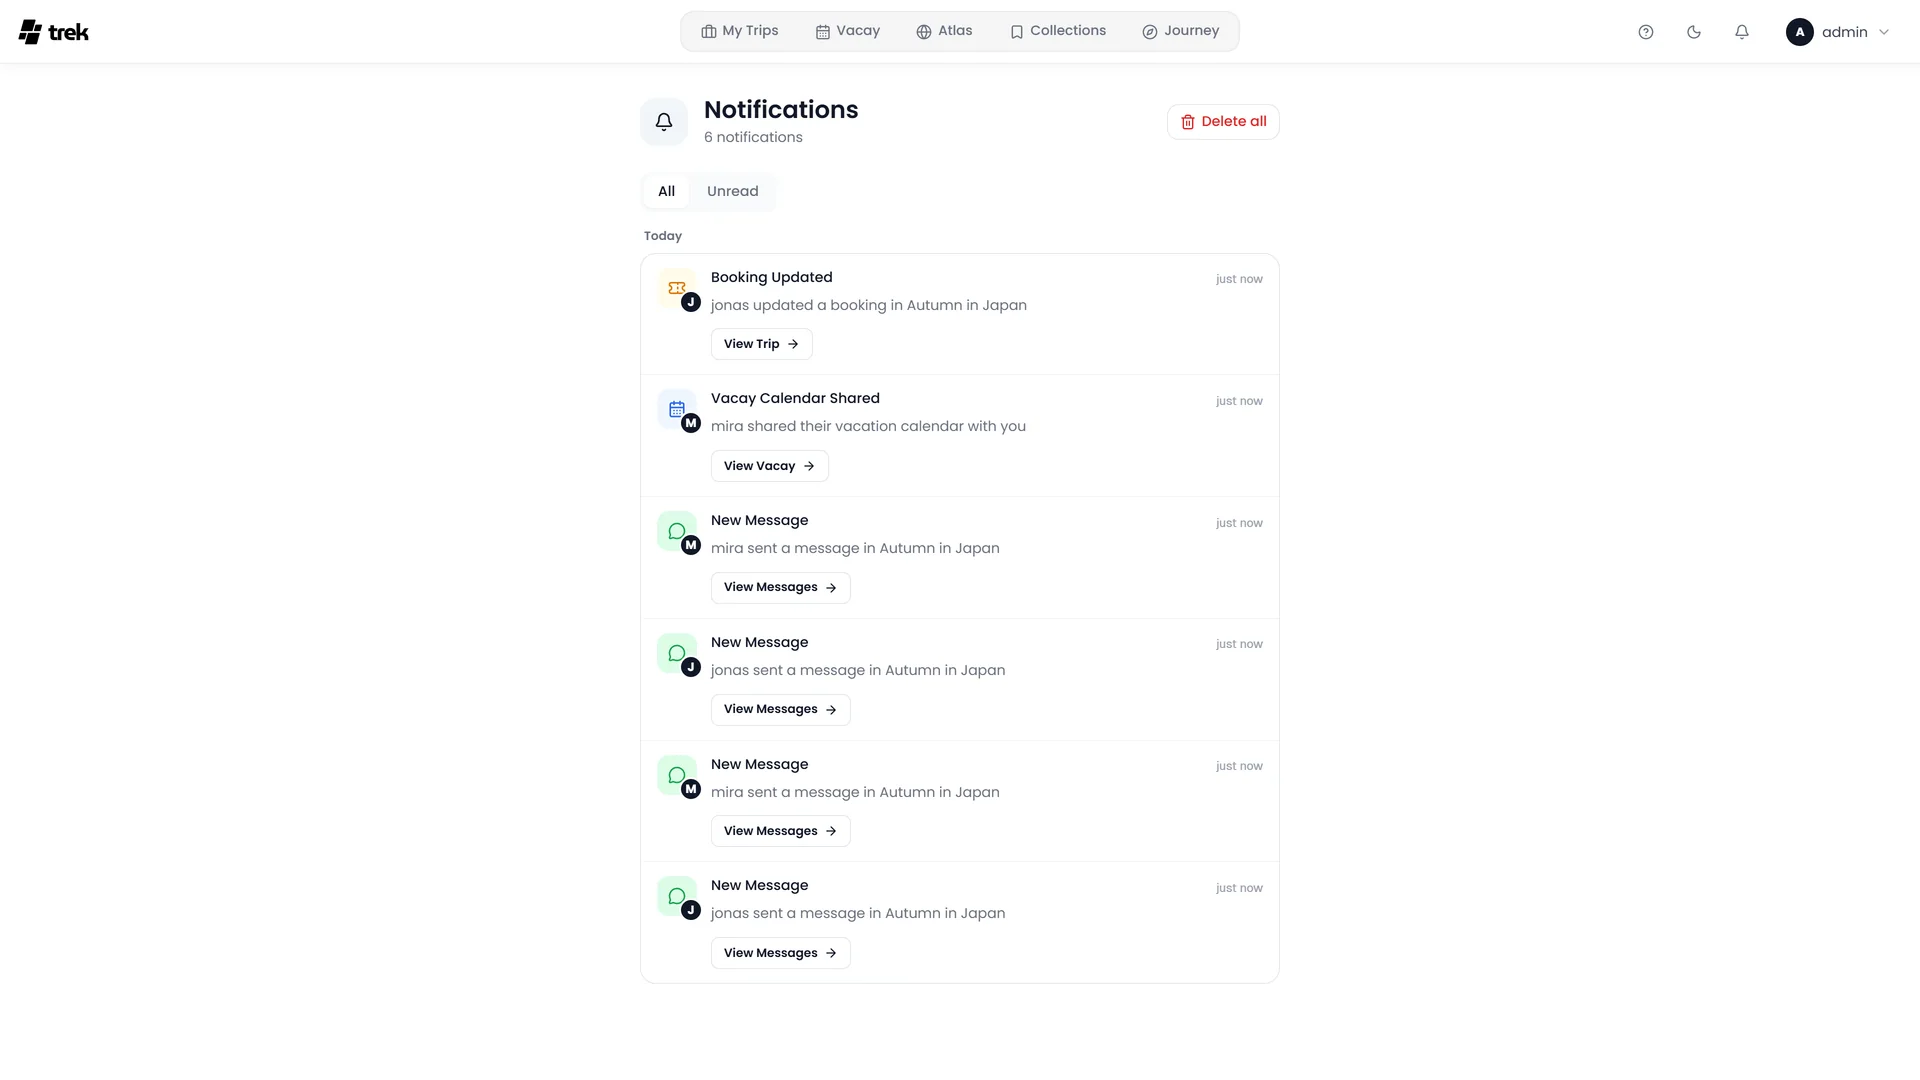 trek
My Trips
Vacay
Atlas
Collections
Journey
A
admin
Notifications
6 notifications
Delete all
All
Unread
Today
Booking Updated
just now
J
jonas updated a booking in Autumn in Japan
View Trip
Vacay Calendar Shared
just now
M
mira shared their vacation calendar with you
View Vacay
New Message
just now
M
mira sent a message in Autumn in Japan
View Messages
New Message
just now
J
jonas sent a message in Autumn in Japan
View Messages
New Message
just now
M
mira sent a message in Autumn in Japan
View Messages
New Message
just now
J
jonas sent a message in Autumn in Japan
View Messages